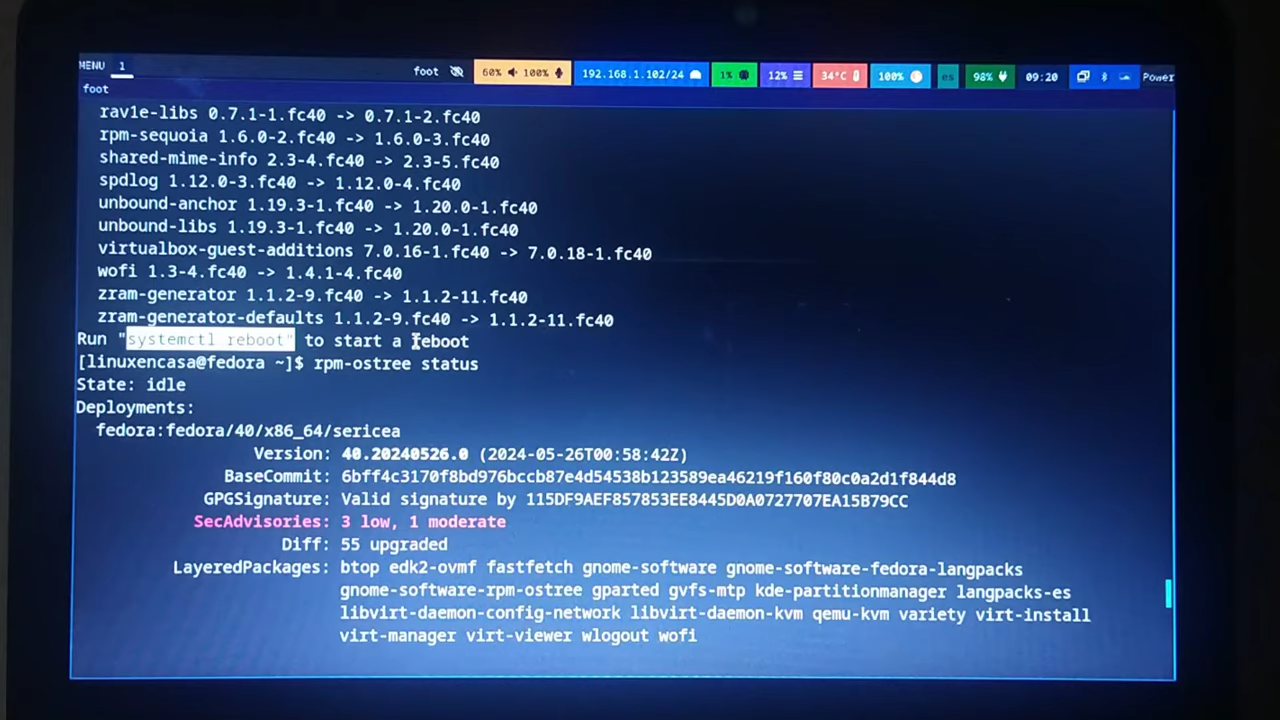 MENU 1 foot 60% 100% 192.168.1.102/24 1% 12% 34°C 100% es 98% 09:20 Power
foot
rav1e-libs 0.7.1-1.fc40 -> 0.7.1-2.fc40
rpm-sequoia 1.6.0-2.fc40 -> 1.6.0-3.fc40
shared-mime-info 2.3-4.fc40 -> 2.3-5.fc40
spdlog 1.12.0-3.fc40 -> 1.12.0-4.fc40
unbound-anchor 1.19.3-1.fc40 -> 1.20.0-1.fc40
unbound-libs 1.19.3-1.fc40 -> 1.20.0-1.fc40
virtualbox-guest-additions 7.0.16-1.fc40 -> 7.0.18-1.fc40
wofi 1.3-4.fc40 -> 1.4.1-4.fc40
zram-generator 1.1.2-9.fc40 -> 1.1.2-11.fc40
zram-generator-defaults 1.1.2-9.fc40 -> 1.1.2-11.fc40
Run "systemctl reboot" to start a reboot
[linuxencasa@fedora ~]$ rpm-ostree status
State: idle
Deployments:
fedora:fedora/40/x86_64/sericea
Version: 40.20240526.0 (2024-05-26T00:58:42Z)
BaseCommit: 6bff4c3170f8bd976bccb87e4d54538b123589ea46219f160f80c0a2d1f844d8
GPGSignature: Valid signature by 115DF9AEF857853EE8445D0A0727707EA15B79CC
SecAdvisories: 3 low, 1 moderate
Diff: 55 upgraded
LayeredPackages: btop edk2-ovmf fastfetch gnome-software gnome-software-fedora-langpacks
gnome-software-rpm-ostree gparted gvfs-mtp kde-partitionmanager langpacks-es
libvirt-daemon-config-network libvirt-daemon-kvm qemu-kvm variety virt-install
virt-manager virt-viewer wlogout wofi